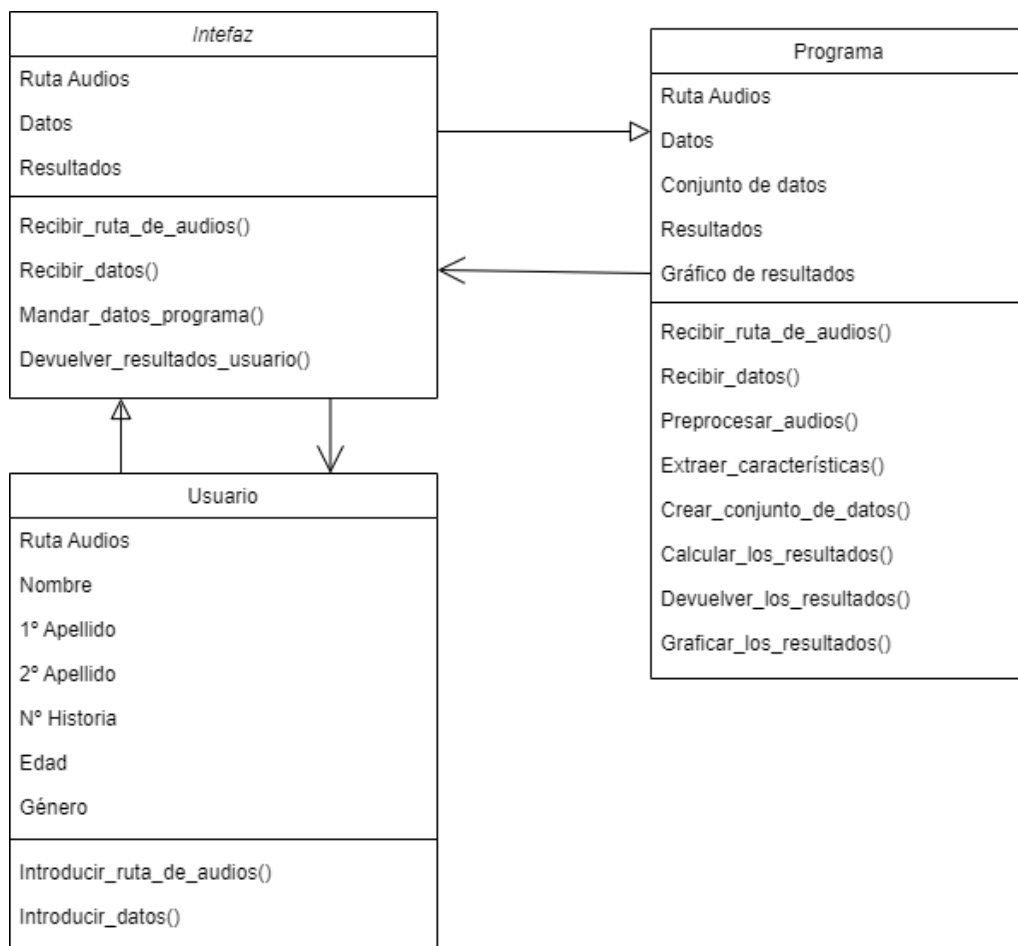 Intefaz
Ruta Audios
Datos
Resultados
Recibir_ruta_de_audios()
Recibir_datos()
Mandar_datos_programa()
Devuelver_resultados_usuario()
Programa
Ruta Audios
Datos
Conjunto de datos
Resultados
Gráfico de resultados
Recibir_ruta_de_audios()
Recibir_datos()
Preprocesar_audios()
Extraer_características()
Crear_conjunto_de_datos()
Calcular_los_resultados()
Devuelver_los_resultados()
Graficar_los_resultados()
Usuario
Ruta Audios
Nombre
1º Apellido
2º Apellido
Nº Historia
Edad
Género
Introducir_ruta_de_audios()
Introducir_datos()